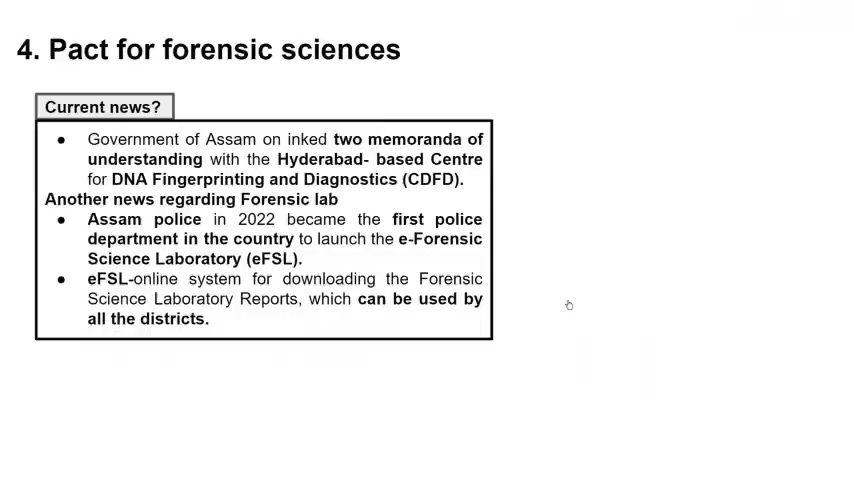 4. Pact for forensic sciences
Current news?
● Government of Assam on inked two memoranda of
understanding with the Hyderabad- based Centre
for DNA Fingerprinting and Diagnostics (CDFD).
Another news regarding Forensic lab
● Assam police in 2022 became the first police
department in the country to launch the e-Forensic
Science Laboratory (eFSL).
● eFSL-online system for downloading the Forensic
Science Laboratory Reports, which can be used by
all the districts.